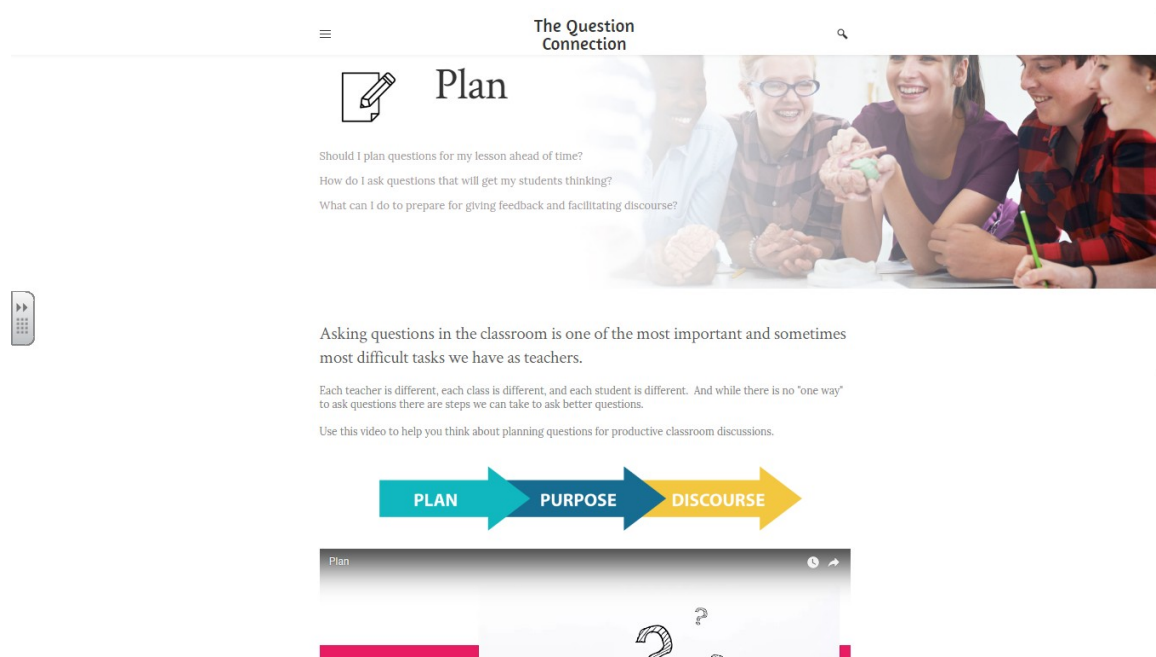 The Question
Connection
Plan
Should I plan questions for my lesson ahead of time?
How do I ask questions that will get my students thinking?
What can I do to prepare for giving feedback and facilitating discourse?
Asking questions in the classroom is one of the most important and sometimes
most difficult tasks we have as teachers.
Each teacher is different, each class is different, and each student is different. And while there is no "one way"
to ask questions there are steps we can take to ask better questions.
Use this video to help you think about planning questions for productive classroom discussions.
PLAN PURPOSE DISCOURSE
Plan
? ?